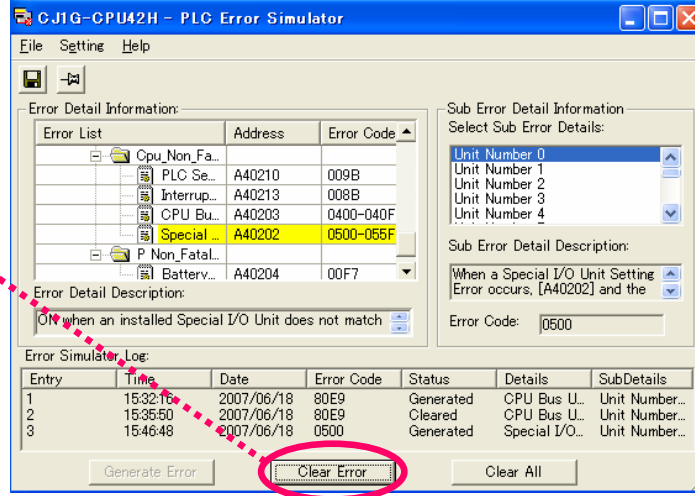 CJ1G-CPU42H - PLC Error Simulator
File Setting Help
Error Detail Information:
Error List Address Error Code
Cpu_Non_Fa...
PLC Se... A40210 009B
Interrup... A40213 008B
CPU Bu... A40203 0400-040F
Special ... A40202 0500-055F
P Non_Fatal...
Battery... A40204 00F7
Error Detail Description:
ON when an installed Special I/O Unit does not match
Sub Error Detail Information
Select Sub Error Details:
Unit Number 0
Unit Number 1
Unit Number 2
Unit Number 3
Unit Number 4
Sub Error Detail Description:
When a Special I/O Unit Setting
Error occurs, [A40202] and the
Error Code: 0500
Error Simulator Log:
Entry Time Date Error Code Status Details SubDetails
1 15:32:16 2007/06/18 80E9 Generated CPU Bus U... Unit Number...
2 15:35:50 2007/06/18 80E9 Cleared CPU Bus U... Unit Number...
3 15:46:48 2007/06/18 0500 Generated Special I/O... Unit Number...
Generate Error Clear Error Clear All